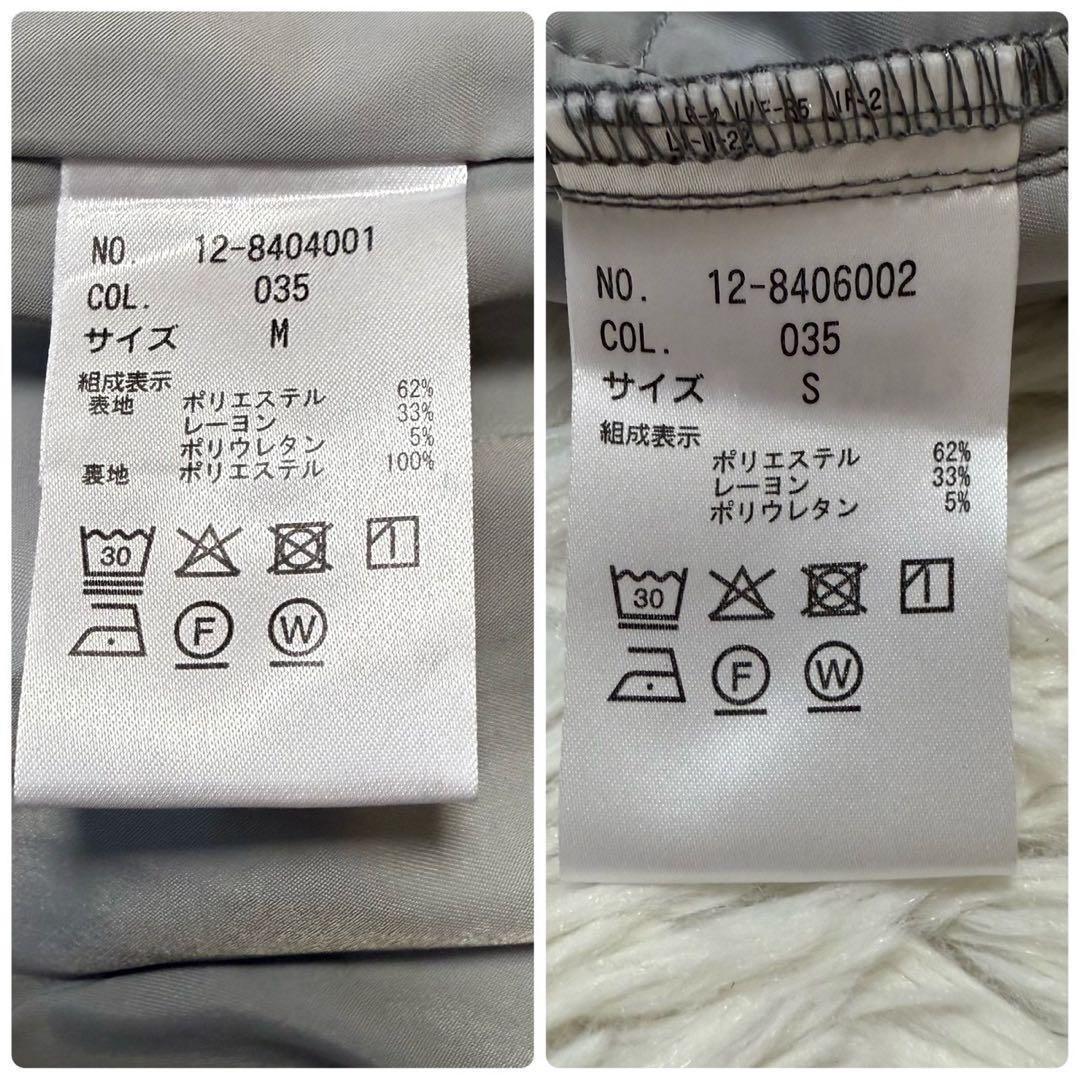 NO. 12-8404001
COL. 035
サイズ M
組成表示
表地 ポリエステル 62%
レーヨン 33%
ポリウレタン 5%
裏地 ポリエステル 100%
30
F W
NO. 12-8406002
COL. 035
サイズ S
組成表示
ポリエステル 62%
レーヨン 33%
ポリウレタン 5%
30
F W